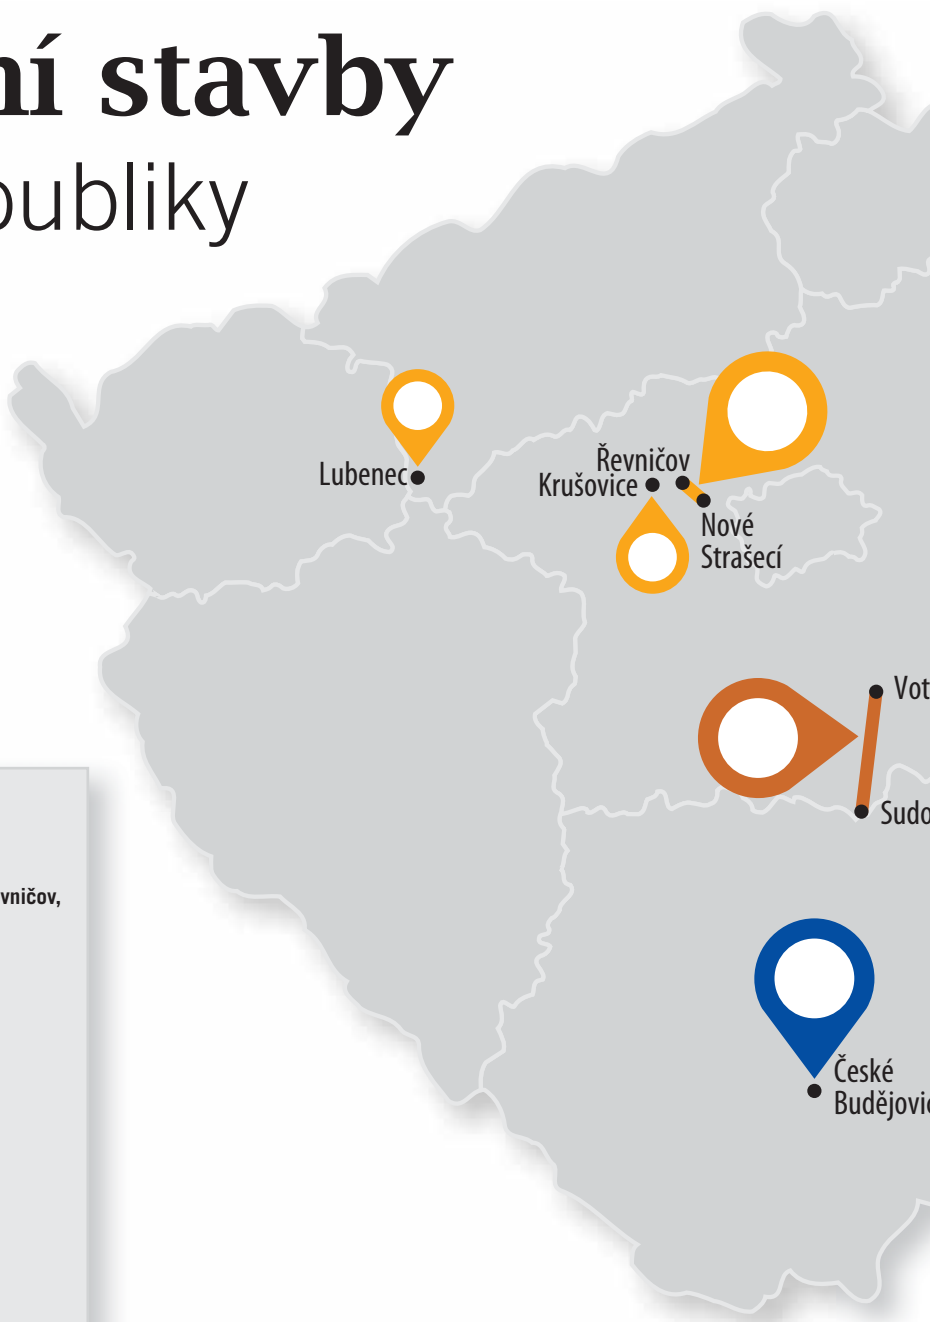 ní stavby
publiky
Lubenec
Řevničov
Krušovice
Nové
Strašecí
Vot
Sudo
vničov,
České
Budějovic